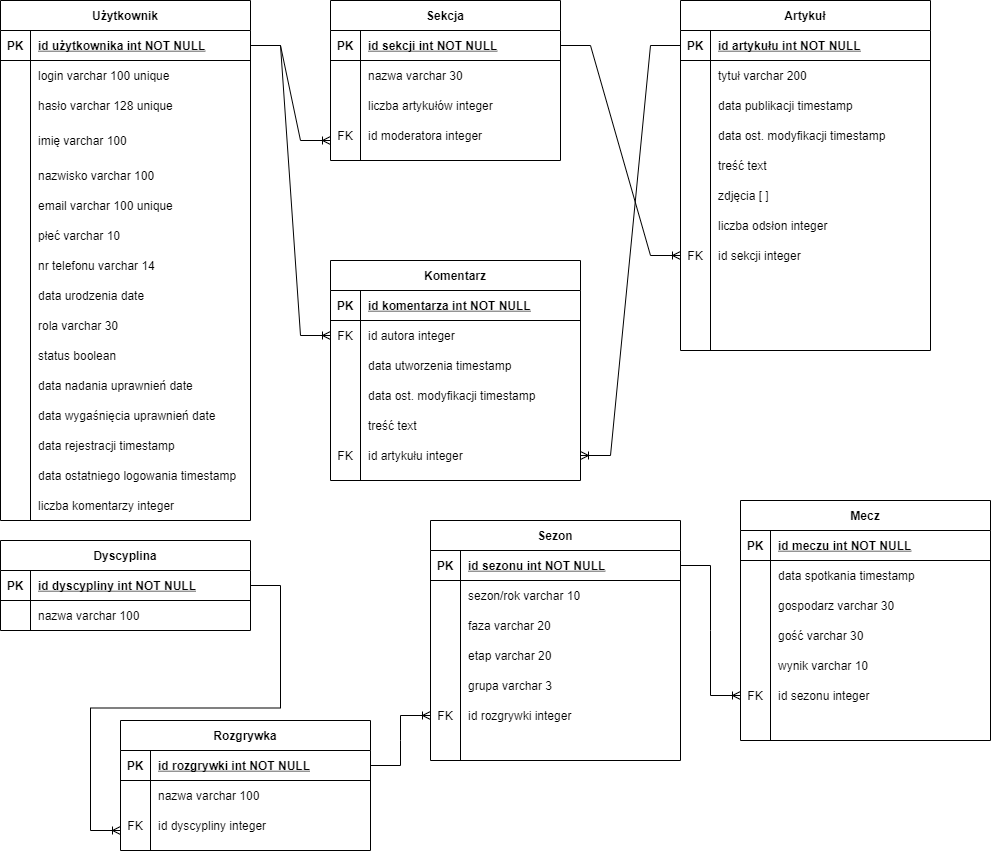 Użytkownik
PK id użytkownika int NOT NULL
login varchar 100 unique
hasło varchar 128 unique
imię varchar 100
nazwisko varchar 100
email varchar 100 unique
płeć varchar 10
nr telefonu varchar 14
data urodzenia date
rola varchar 30
status boolean
data nadania uprawnień date
data wygaśnięcia uprawnień date
data rejestracji timestamp
data ostatniego logowania timestamp
liczba komentarzy integer
Sekcja
PK id sekcji int NOT NULL
nazwa varchar 30
liczba artykułów integer
FK id moderatora integer
Artykuł
PK id artykułu int NOT NULL
tytuł varchar 200
data publikacji timestamp
data ost. modyfikacji timestamp
treść text
zdjęcia [ ]
liczba odsłon integer
FK id sekcji integer
Komentarz
PK id komentarza int NOT NULL
FK id autora integer
data utworzenia timestamp
data ost. modyfikacji timestamp
treść text
FK id artykułu integer
Dyscyplina
PK id dyscypliny int NOT NULL
nazwa varchar 100
Sezon
PK id sezonu int NOT NULL
sezon/rok varchar 10
faza varchar 20
etap varchar 20
grupa varchar 3
FK id rozgrywki integer
Mecz
PK id meczu int NOT NULL
data spotkania timestamp
gospodarz varchar 30
gość varchar 30
wynik varchar 10
FK id sezonu integer
Rozgrywka
PK id rozgrywki int NOT NULL
nazwa varchar 100
FK id dyscypliny integer